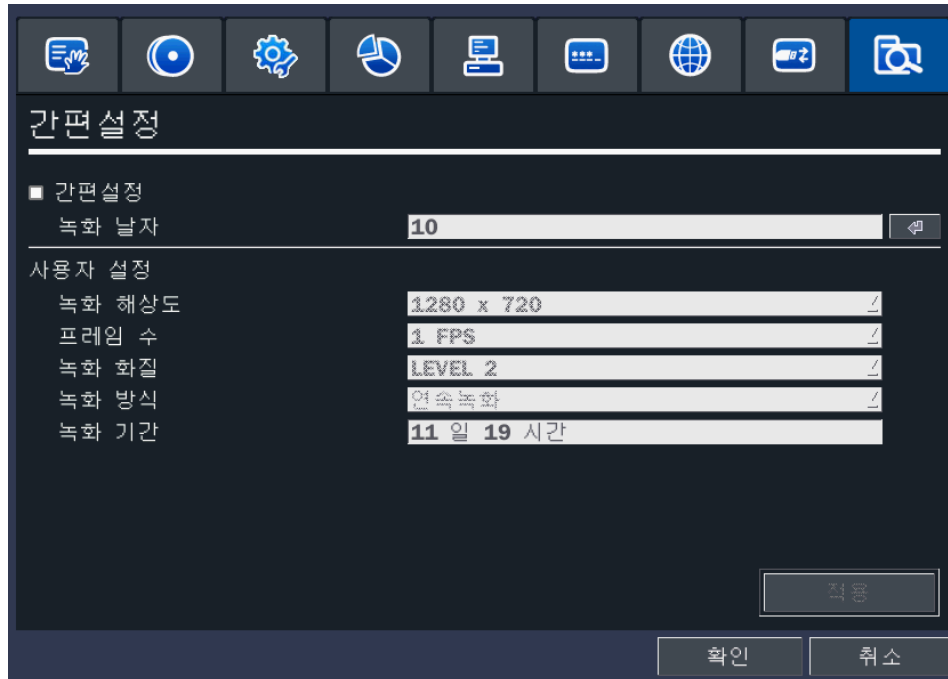 간편설정
간편설정
녹화 날자 10
사용자 설정
녹화 해상도 1280 x 720
프레임 수 1 FPS
녹화 화질 LEVEL 2
녹화 방식 연속녹화
녹화 기간 11 일 19 시간
적용
확인 취소